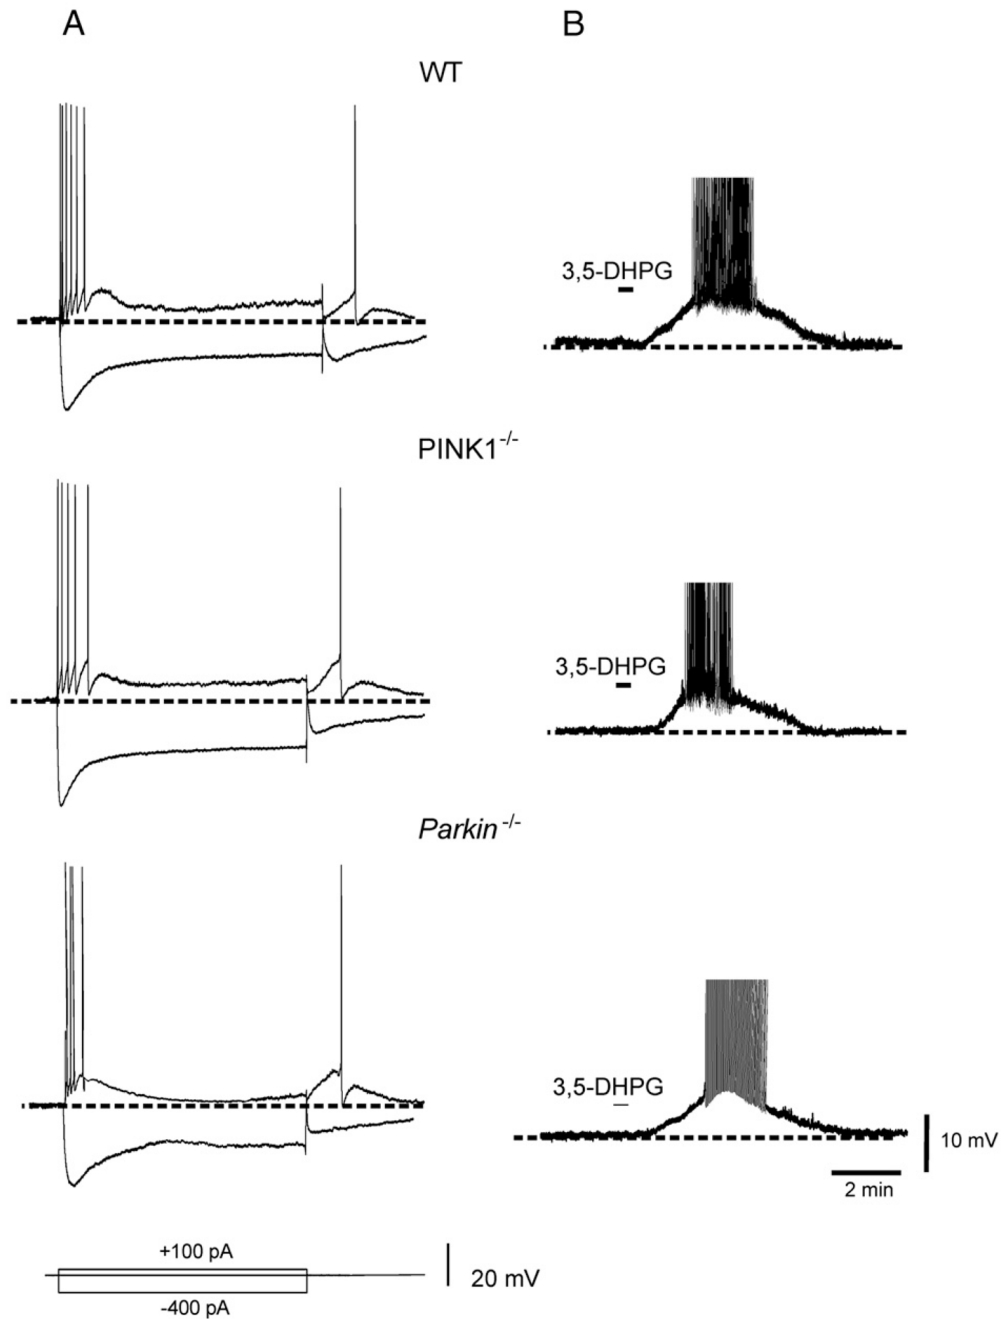 A
B
WT
3,5-DHPG
PINK1-/-
3,5-DHPG
Parkin-/-
3,5-DHPG
10 mV
2 min
+100 pA
20 mV
-400 pA